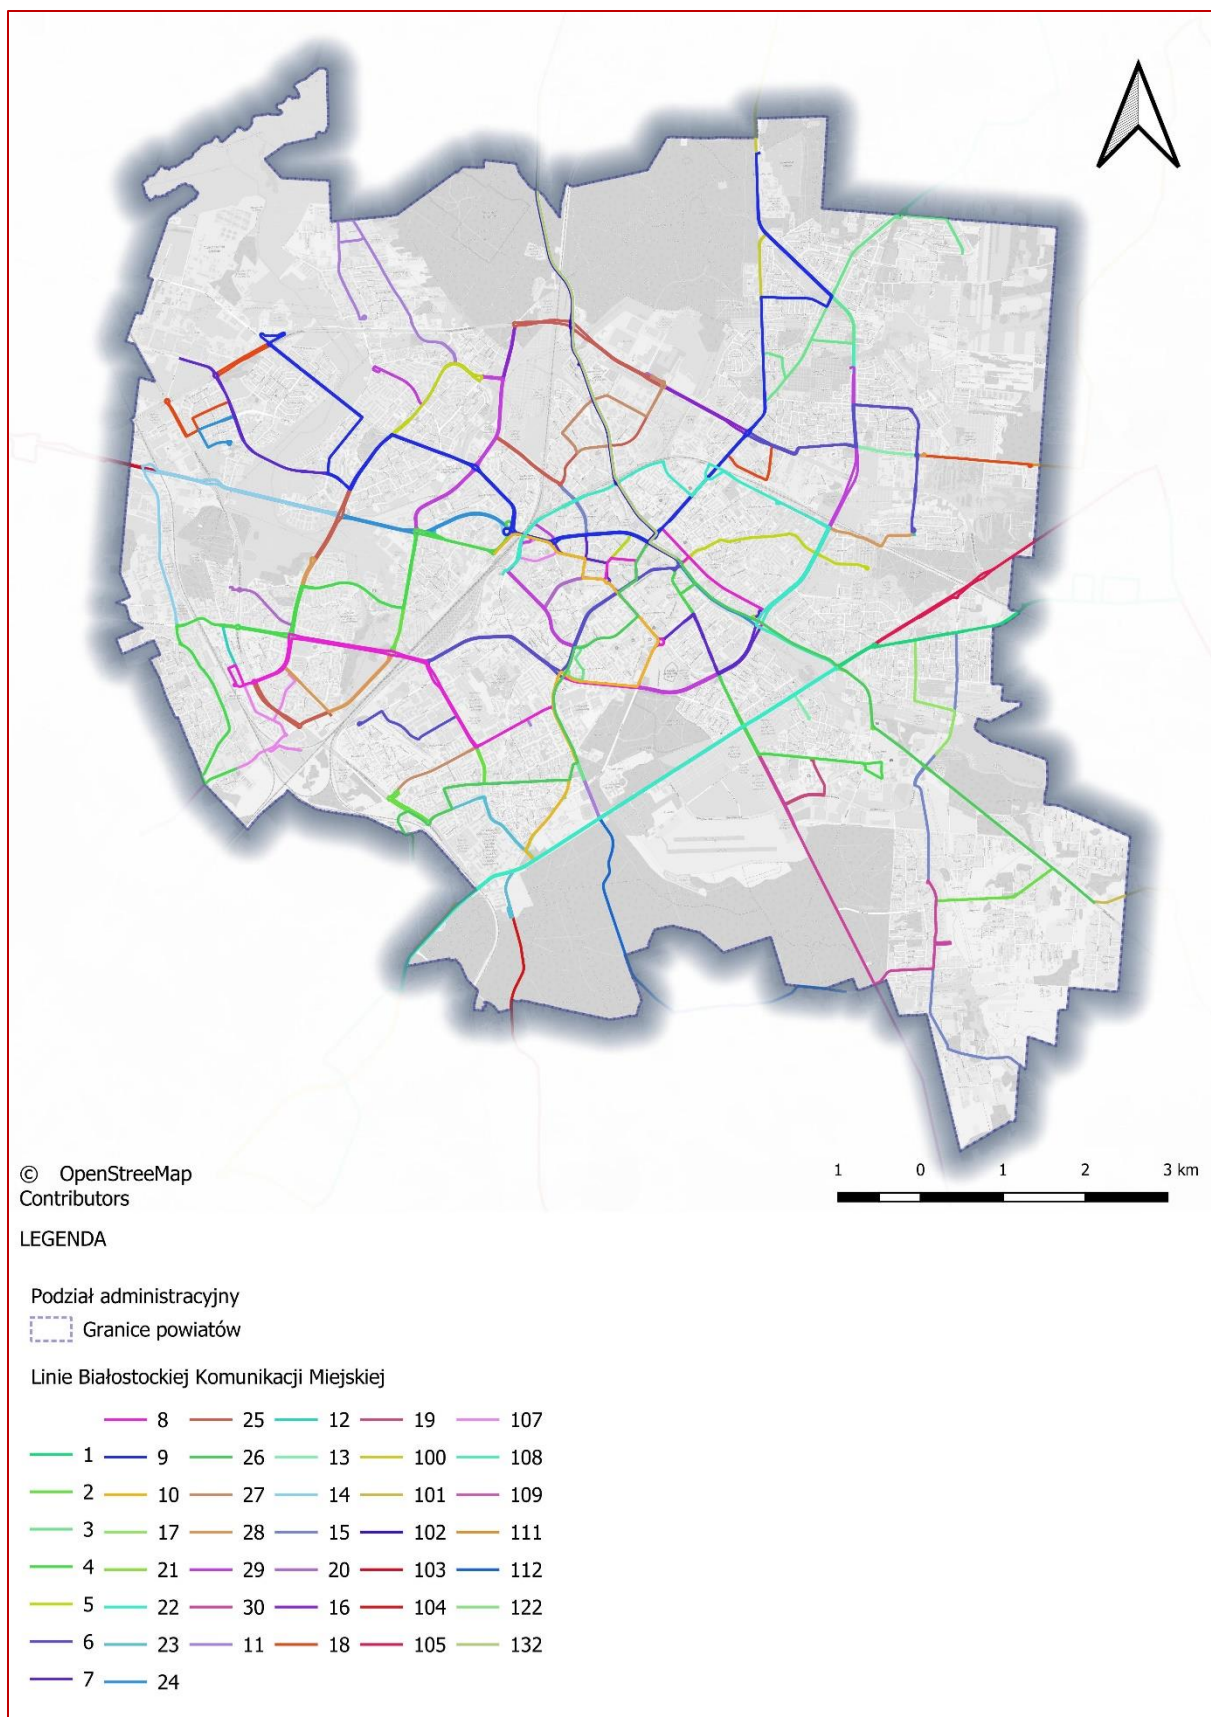 1 0 1 2 3 km
© OpenStreeMap
Contributors
LEGENDA
Podział administracyjny
Granice powiatów
Linie Białostockiej Komunikacji Miejskiej
8 25 12 19 107
1 9 26 13 100 108
2 10 27 14 101 109
3 17 28 15 102 111
4 21 29 20 103 112
5 22 30 16 104 122
6 23 11 18 105 132
7 24